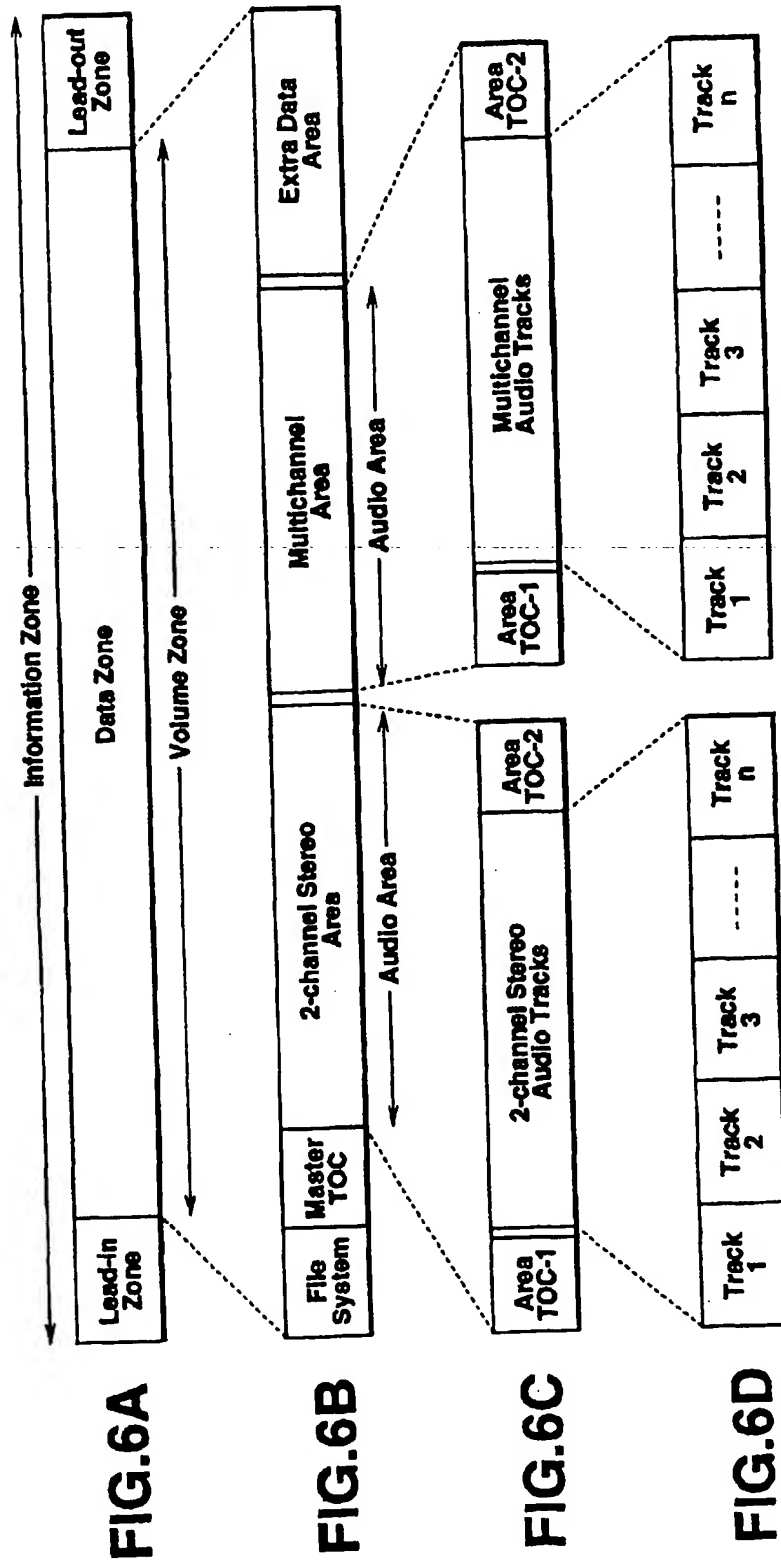 FIG.6A
Information Zone
Lead-in
Zone
Data Zone
Lead-out
Zone
Volume Zone
FIG.6B
File
System
Master
TOC
2-channel Stereo
Area
Multichannel
Area
Extra Data
Area
Audio Area
Audio Area
FIG.6C
Area
TOC-1
2-channel Stereo
Audio Tracks
Area
TOC-2
Area
TOC-1
Multichannel
Audio Tracks
Area
TOC-2
FIG.6D
Track
1
Track
2
Track
3
-----
Track
n
Track
1
Track
2
Track
3
-----
Track
n